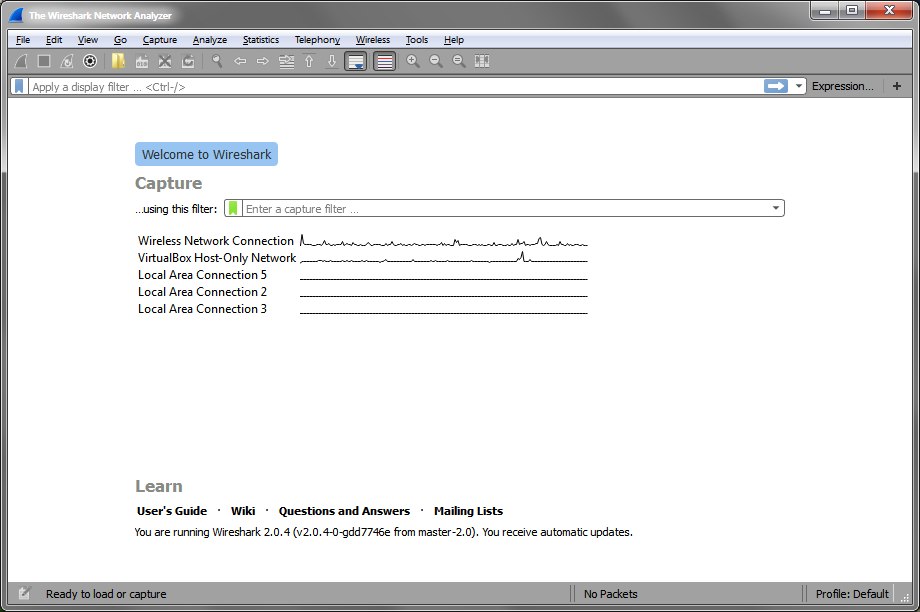 The Wireshark Network Analyzer
File Edit View Go Capture Analyze Statistics Telephony Wireless Tools Help
Apply a display filter ... <Ctrl-/> Expression... +
Welcome to Wireshark
Capture
...using this filter: Enter a capture filter ...
Wireless Network Connection
VirtualBox Host-Only Network
Local Area Connection 5
Local Area Connection 2
Local Area Connection 3
Learn
User's Guide · Wiki · Questions and Answers · Mailing Lists
You are running Wireshark 2.0.4 (v2.0.4-0-gdd7746e from master-2.0). You receive automatic updates.
Ready to load or capture No Packets Profile: Default